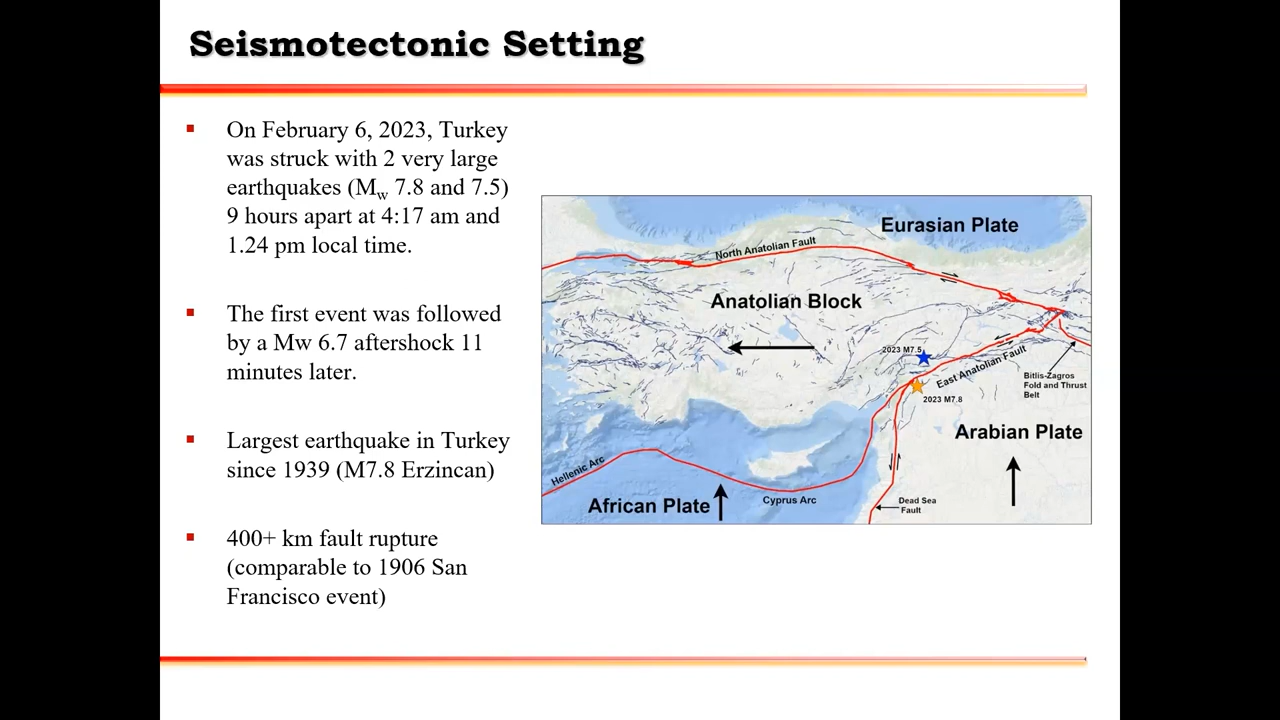 Seismotectonic Setting
On February 6, 2023, Turkey
was struck with 2 very large
earthquakes (Mw 7.8 and 7.5)
9 hours apart at 4:17 am and
1.24 pm local time.
The first event was followed
by a Mw 6.7 aftershock 11
minutes later.
Largest earthquake in Turkey
since 1939 (M7.8 Erzincan)
400+ km fault rupture
(comparable to 1906 San
Francisco event)
Eurasian Plate
North Anatolian Fault
Anatolian Block
2023 M7.5
East Anatolian Fault
2023 M7.8
Bitlis-Zagros
Fold and Thrust
Belt
Arabian Plate
Hellenic Arc
African Plate
Cyprus Arc
Dead Sea
Fault